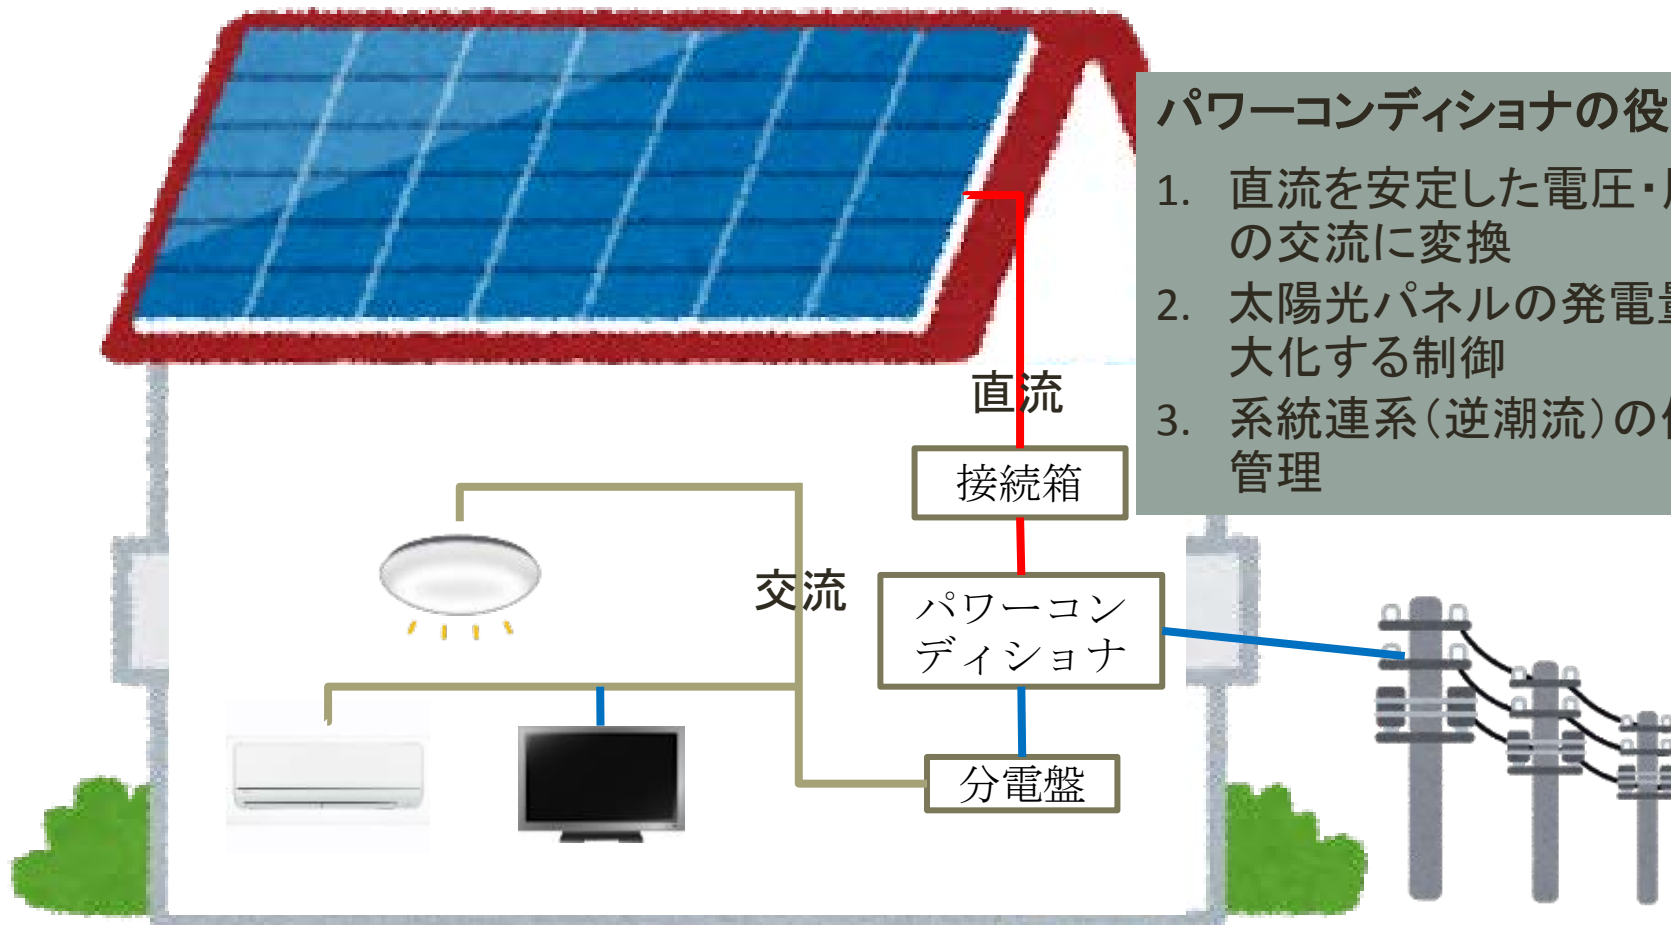 パワーコンディショナの役
1. 直流を安定した電圧・
の交流に変換
2. 太陽光パネルの発電量
大化する制御
3. 系統連系（逆潮流）の
管理
直流
接続箱
交流
パワーコン
ディショナ
分電盤